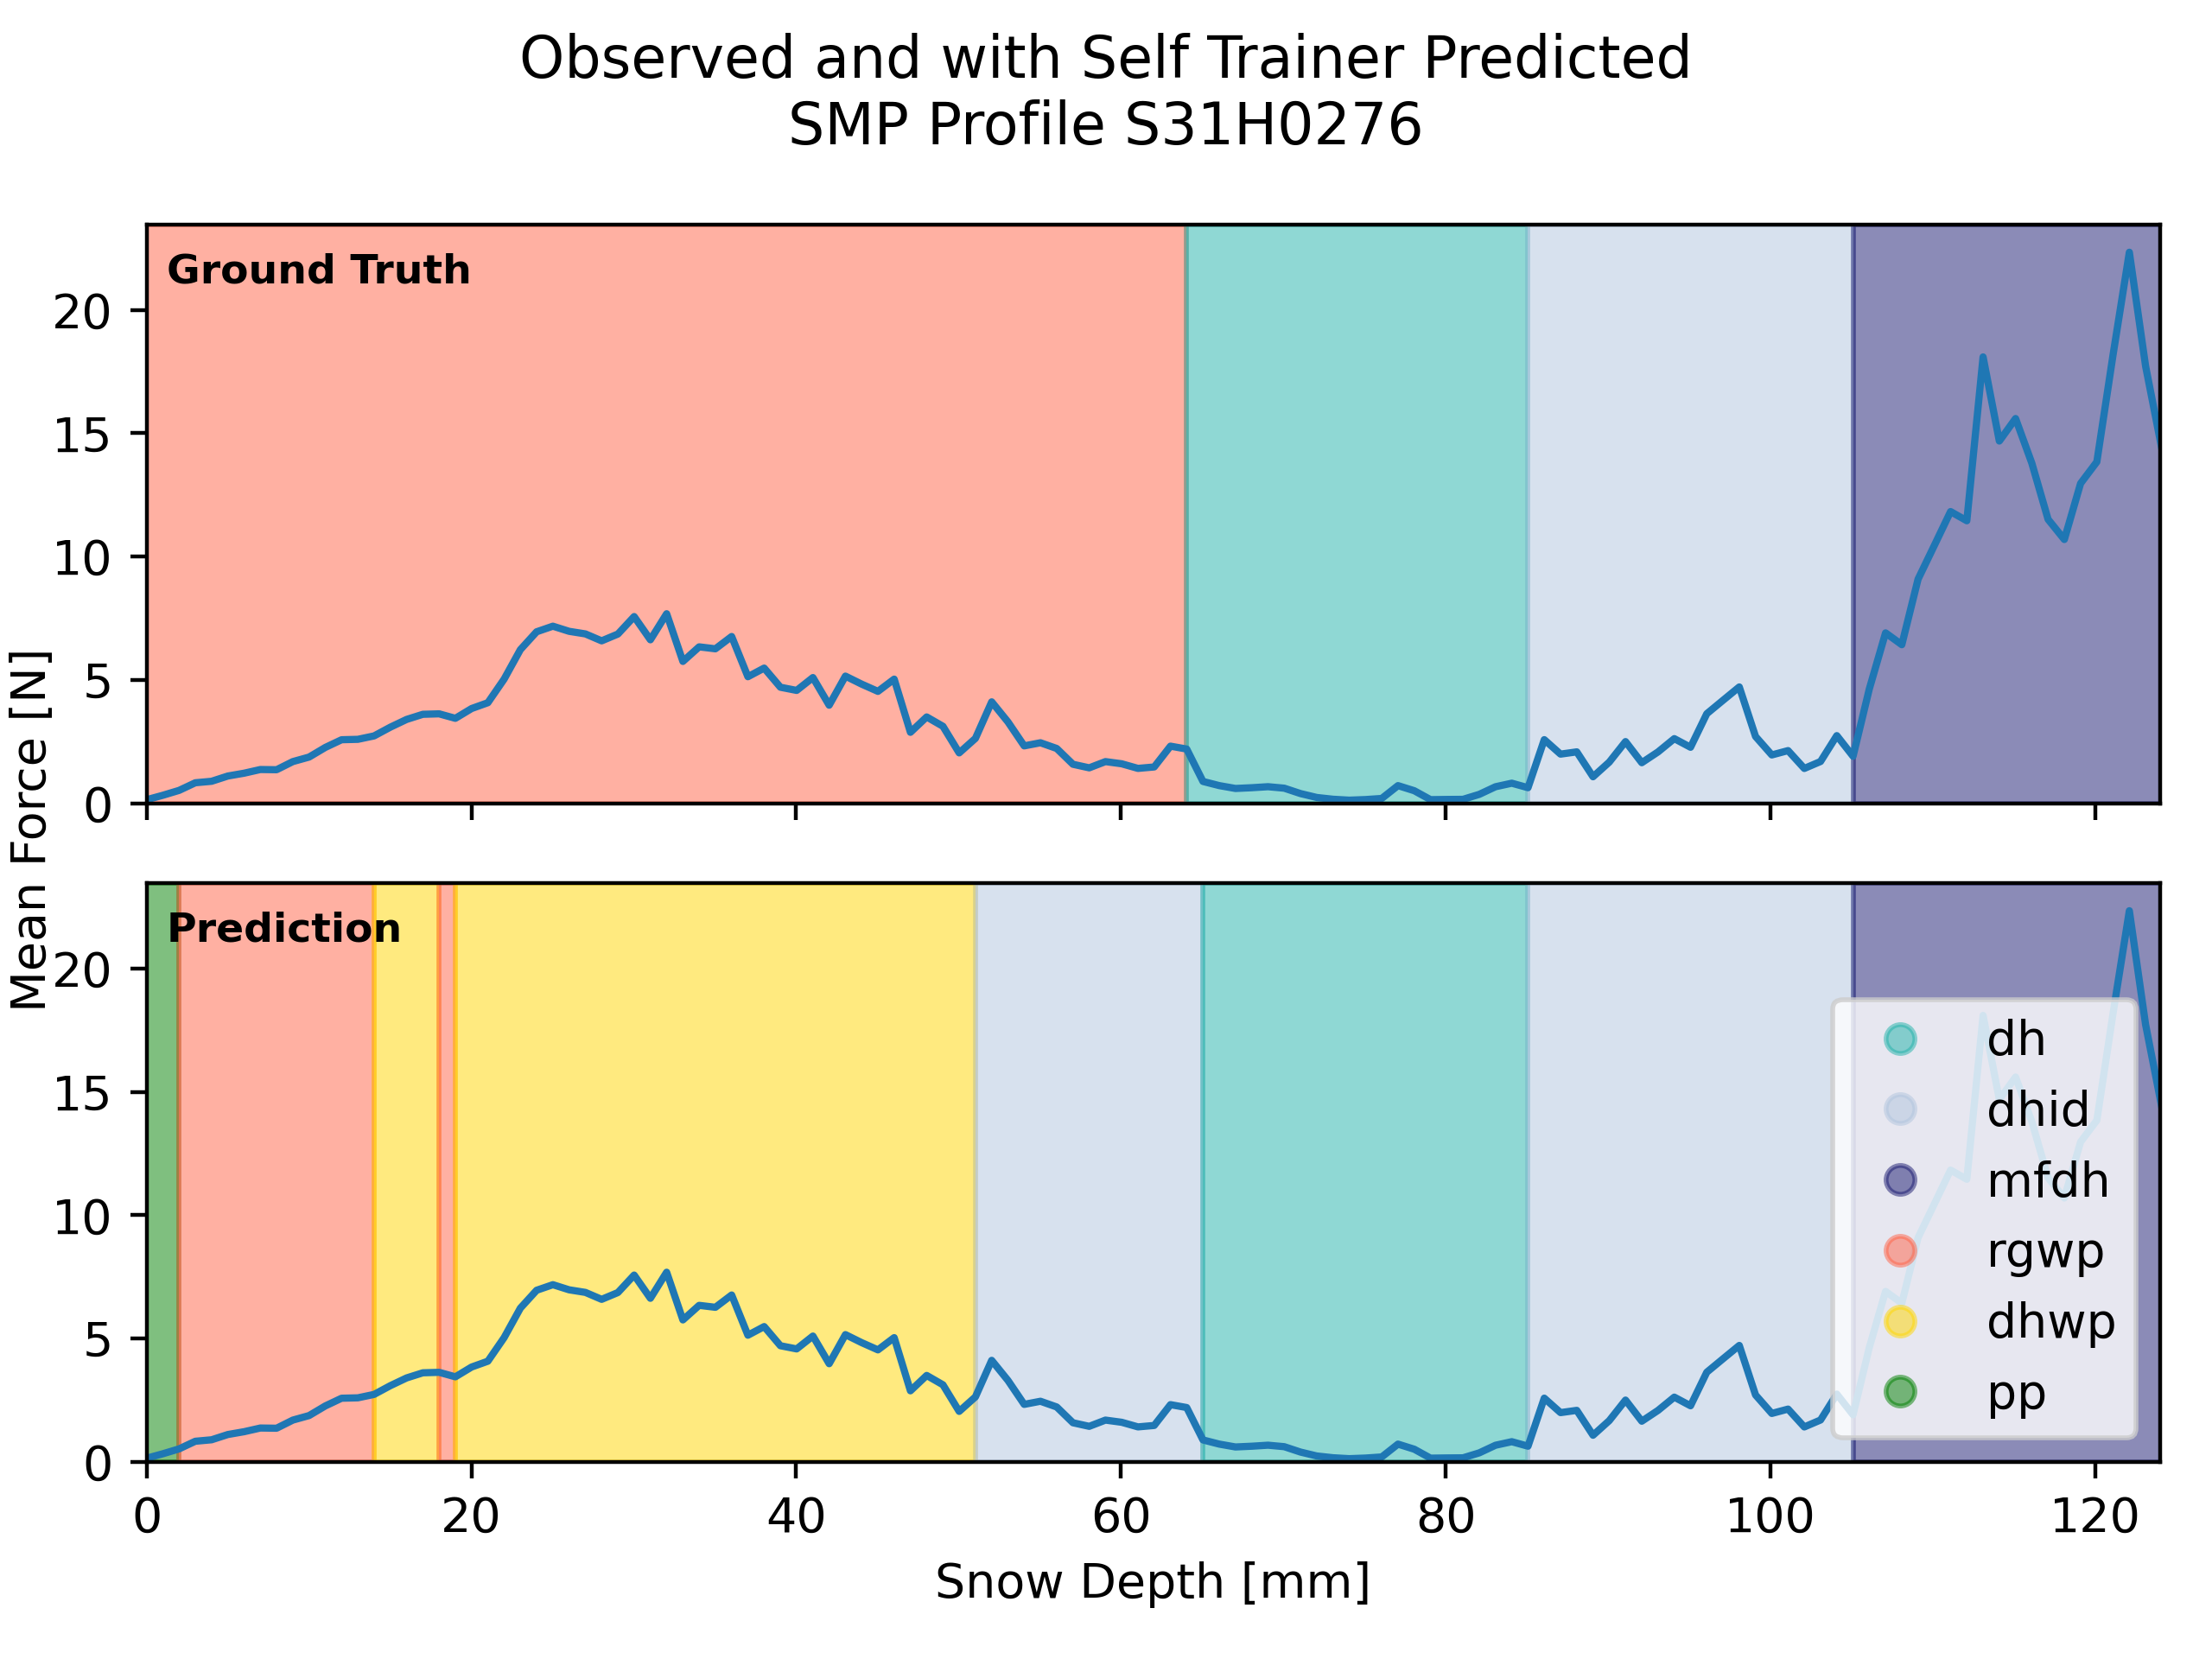 Observed and with Self Trainer Predicted
SMP Profile S31H0276
Ground Truth
20
15
10
5
0
Mean Force [N]
Prediction
20
15
10
5
0
dh
dhid
mfdh
rgwp
dhwp
pp
0 20 40 60 80 100 120
Snow Depth [mm]